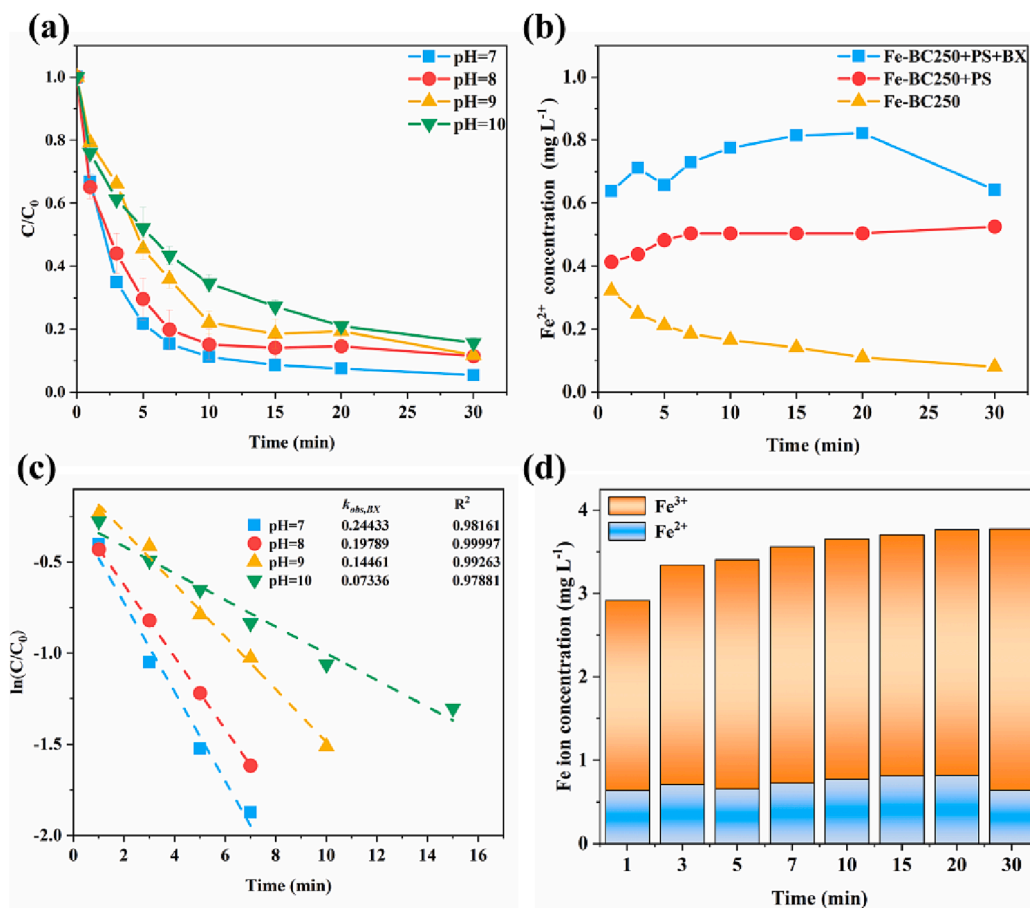 (a)
pH=7
pH=8
pH=9
pH=10
C/C0
1.0
0.8
0.6
0.4
0.2
0.0
0 5 10 15 20 25 30
Time (min)
(b)
Fe-BC250+PS+BX
Fe-BC250+PS
Fe-BC250
Fe2+ concentration (mg L-1)
1.0
0.8
0.6
0.4
0.2
0.0
0 5 10 15 20 25 30
Time (min)
(c)
kobs,BX R2
pH=7 0.24433 0.98161
pH=8 0.19789 0.99997
pH=9 0.14461 0.99263
pH=10 0.07336 0.97881
ln(C/C0)
-0.5
-1.0
-1.5
-2.0
0 2 4 6 8 10 12 14 16
Time (min)
(d)
Fe3+
Fe2+
Fe ion concentration (mg L-1)
4
3
2
1
0
1 3 5 7 10 15 20 30
Time (min)